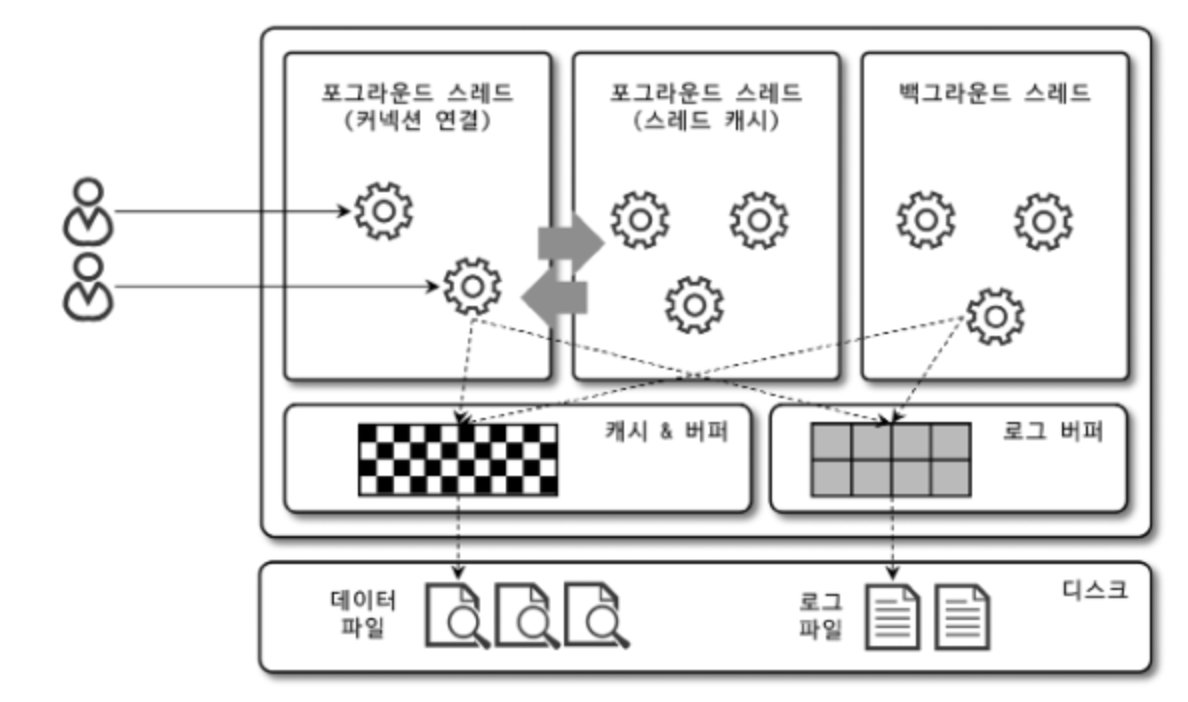 포그라운드 스레드
(커넥션 연결)
포그라운드 스레드
(스레드 캐시)
백그라운드 스레드
캐시 & 버퍼
로그 버퍼
데이터
파일
로그
파일
디스크